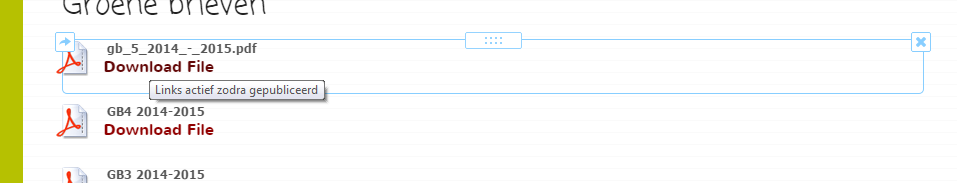 Groene brieven
gb_5_2014_-_2015.pdf
Download File
Links actief zodra gepubliceerd
GB4 2014-2015
Download File
GB3 2014-2015